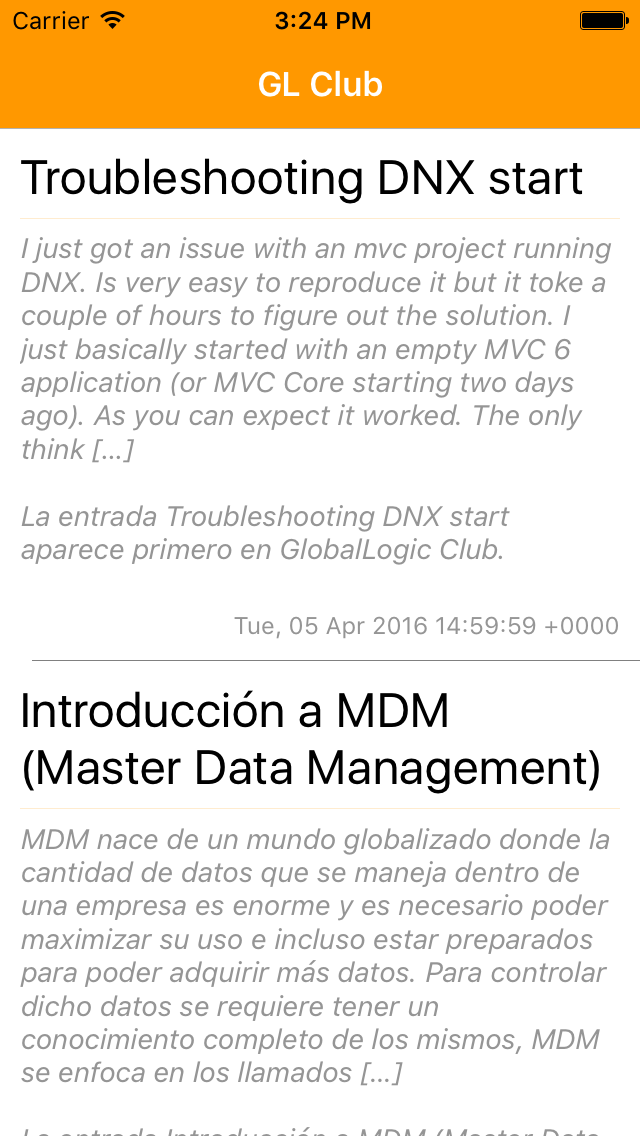 Carrier 3:24 PM
GL Club
Troubleshooting DNX start
I just got an issue with an mvc project running
DNX. Is very easy to reproduce it but it toke a
couple of hours to figure out the solution. I
just basically started with an empty MVC 6
application (or MVC Core starting two days
ago). As you can expect it worked. The only
think [...]
La entrada Troubleshooting DNX start
aparece primero en GlobalLogic Club.
Tue, 05 Apr 2016 14:59:59 +0000
Introducción a MDM
(Master Data Management)
MDM nace de un mundo globalizado donde la
cantidad de datos que se maneja dentro de
una empresa es enorme y es necesario poder
maximizar su uso e incluso estar preparados
para poder adquirir más datos. Para controlar
dicho datos se requiere tener un
conocimiento completo de los mismos, MDM
se enfoca en los llamados [...]
La entrada Introducción a MDM (Master Data